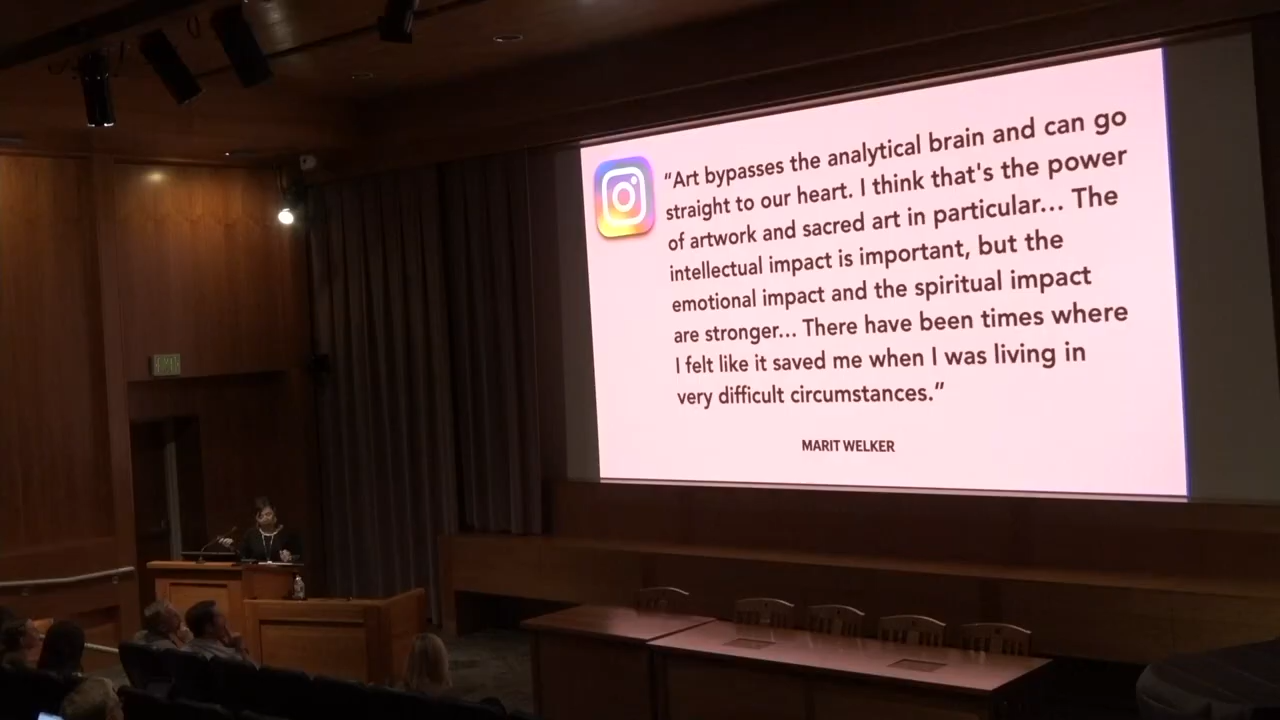 “Art bypasses the analytical brain and can go
straight to our heart. I think that's the power
of artwork and sacred art in particular... The
intellectual impact is important, but the
emotional impact and the spiritual impact
are stronger... There have been times where
I felt like it saved me when I was living in
very difficult circumstances.”
MARIT WELKER